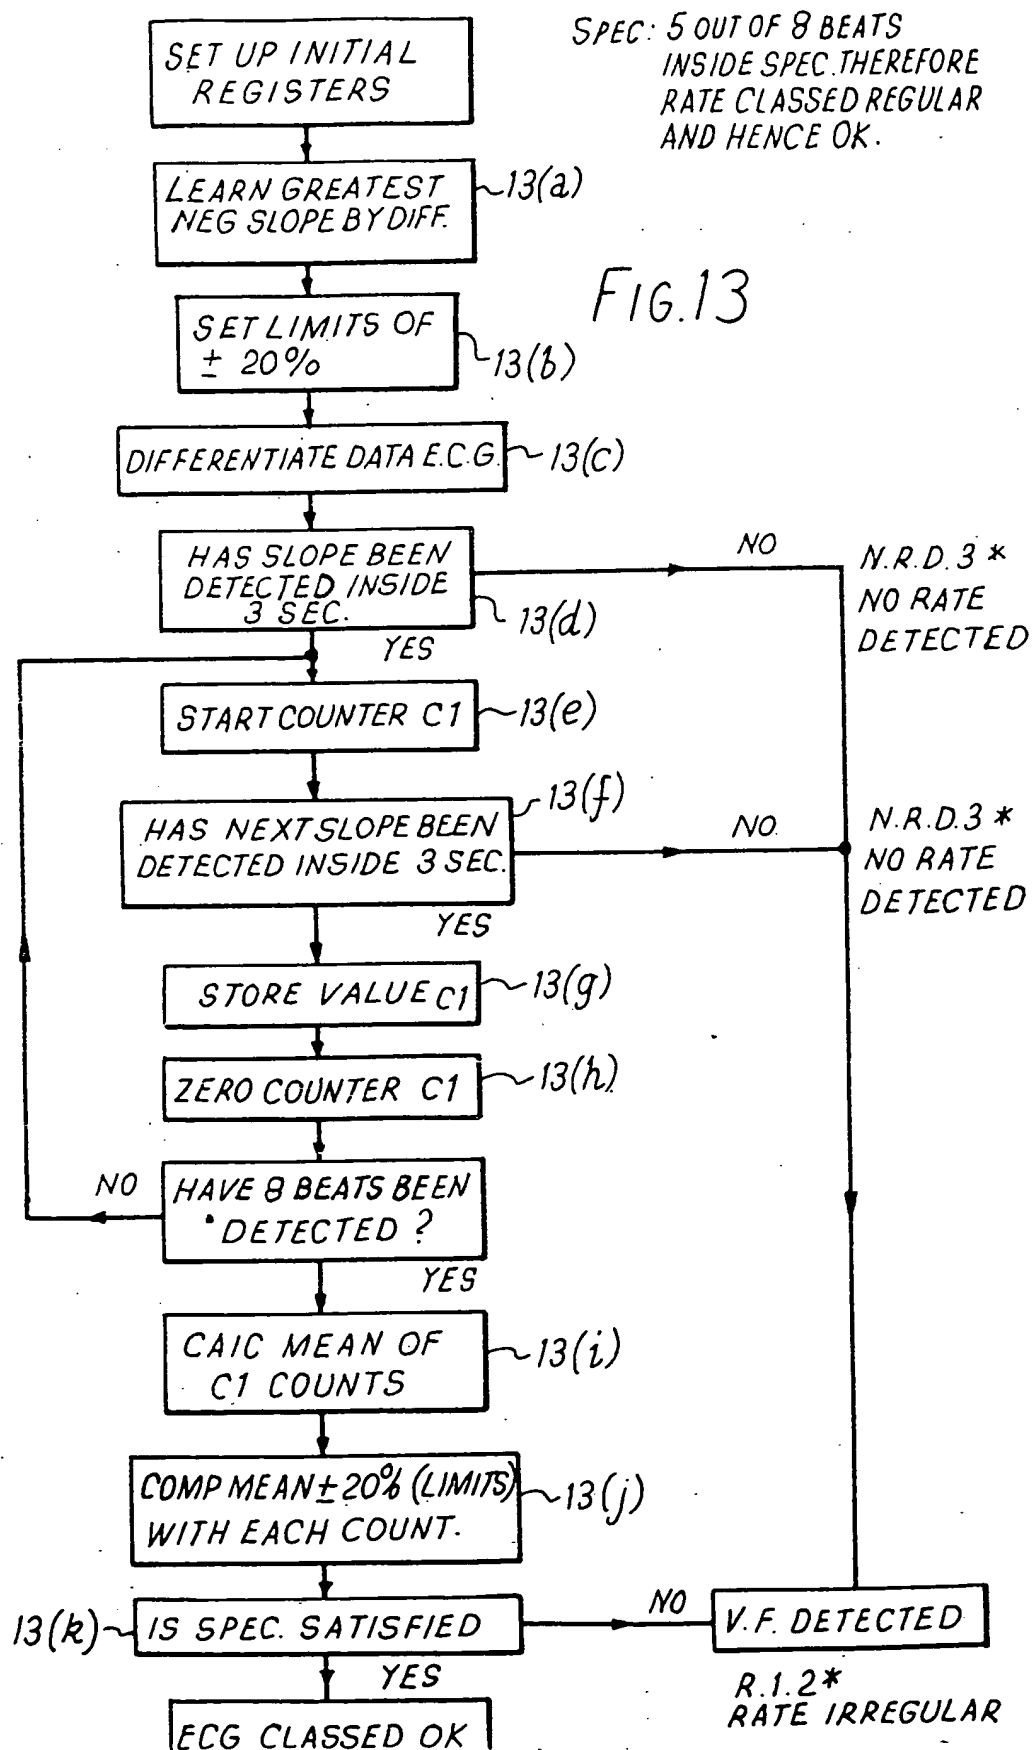 SET UP INITIAL
REGISTERS
SPEC: 5 OUT OF 8 BEATS
INSIDE SPEC. THEREFORE
RATE CLASSED REGULAR
AND HENCE OK.
LEARN GREATEST
NEG SLOPE BY DIFF.
13(a)
FIG. 13
SET LIMITS OF
± 20%
13(b)
DIFFERENTIATE DATA E.C.G.
13(c)
HAS SLOPE BEEN
DETECTED INSIDE
3 SEC.
13(d)
NO
N.R.D.3 *
NO RATE
DETECTED
YES
START COUNTER C1
13(e)
HAS NEXT SLOPE BEEN
DETECTED INSIDE 3 SEC.
13(f)
NO.
N.R.D.3 *
NO RATE
DETECTED
YES
STORE VALUE C1
13(g)
ZERO COUNTER C1
13(h)
HAVE 8 BEATS BEEN
DETECTED ?
NO
YES
CAIC MEAN OF
C1 COUNTS
13(i)
COMP MEAN ± 20% (LIMITS)
WITH EACH COUNT.
13(j)
13(k)
IS SPEC. SATISFIED
NO
V.F. DETECTED
YES
R.1.2*
RATE IRREGULAR
ECG CLASSED OK